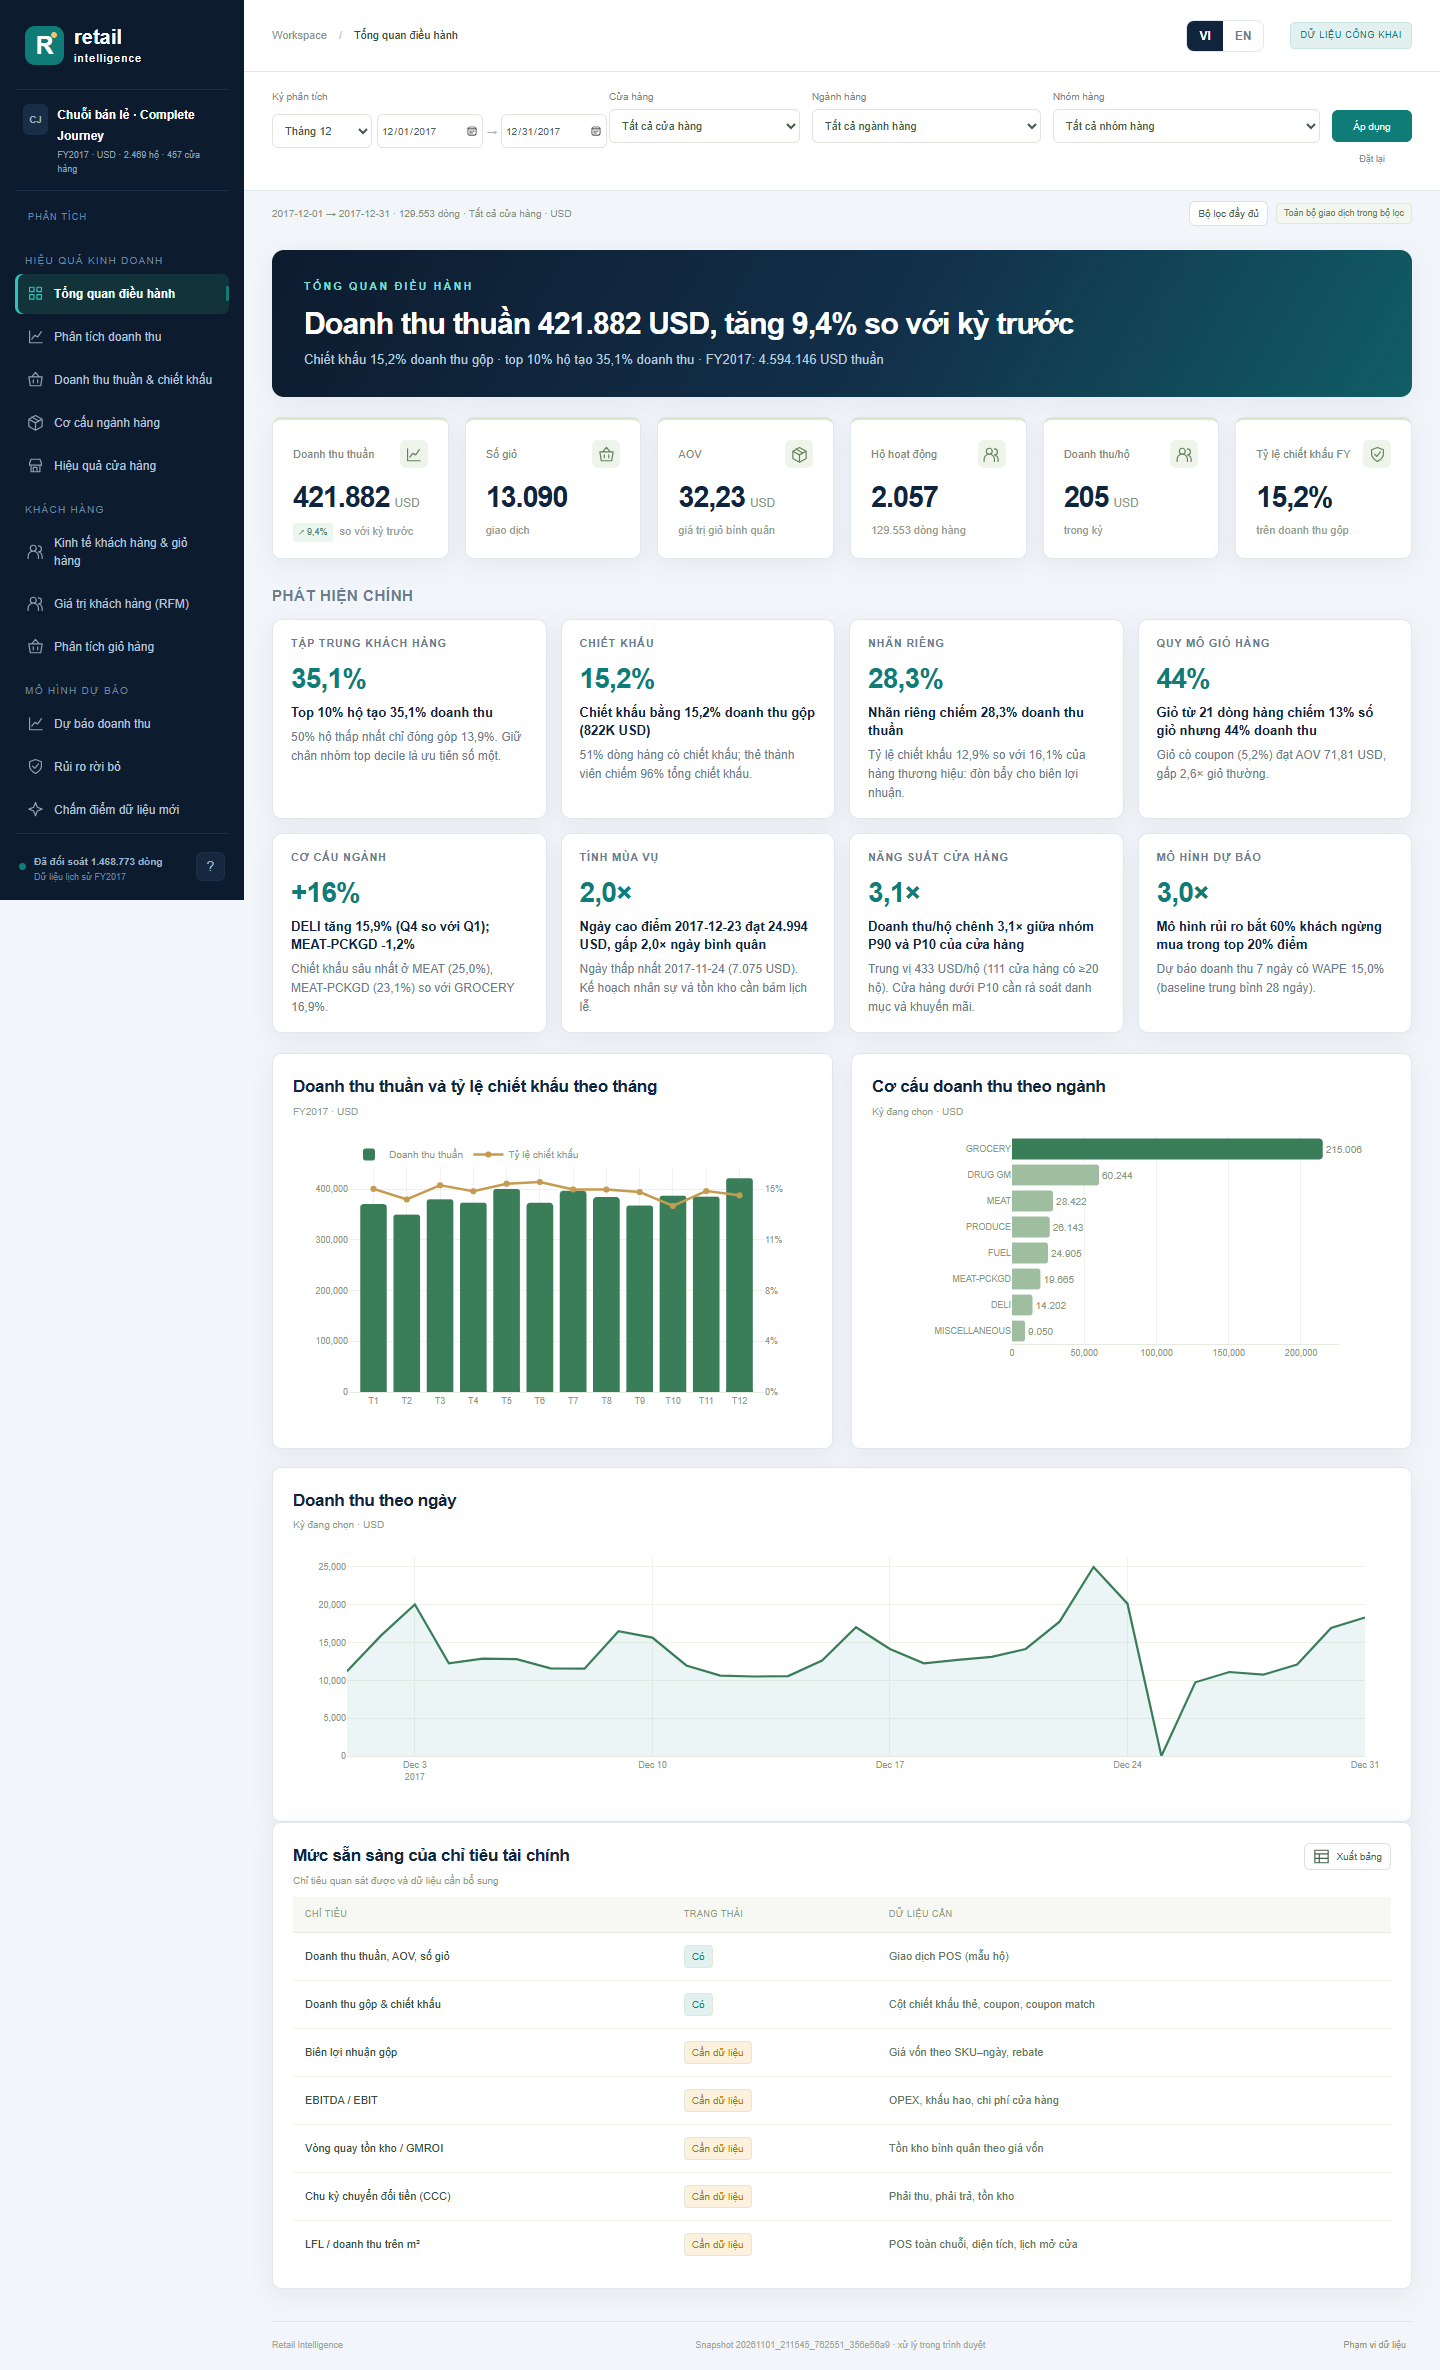 retail
intelligence
Workspace / Tổng quan điều hành
VI EN
DỮ LIỆU CÔNG KHAI
CJ
Chuỗi bán lẻ · Complete
Journey
FY2017 · USD · 2.469 hộ · 457 cửa
hàng
PHÂN TÍCH
HIỆU QUẢ KINH DOANH
Tổng quan điều hành
Phân tích doanh thu
Doanh thu thuần & chiết khấu
Cơ cấu ngành hàng
Hiệu quả cửa hàng
KHÁCH HÀNG
Kinh tế khách hàng & giỏ
hàng
Giá trị khách hàng (RFM)
Phân tích giỏ hàng
MÔ HÌNH DỰ BÁO
Dự báo doanh thu
Rủi ro rời bỏ
Chấm điểm dữ liệu mới
Đã đối soát 1.468.773 dòng
Dữ liệu lịch sử FY2017
?
Kỳ phân tích
Tháng 12
12/01/2017 → 12/31/2017
Cửa hàng
Tất cả cửa hàng
Ngành hàng
Tất cả ngành hàng
Nhóm hàng
Tất cả nhóm hàng
Áp dụng
Đặt lại
2017-12-01 → 2017-12-31 · 129.553 dòng · Tất cả cửa hàng · USD
Bộ lọc đầy đủ
Toàn bộ giao dịch trong bộ lọc
TỔNG QUAN ĐIỀU HÀNH
Doanh thu thuần 421.882 USD, tăng 9,4% so với kỳ trước
Chiết khấu 15,2% doanh thu gộp · top 10% hộ tạo 35,1% doanh thu · FY2017: 4.594.146 USD thuần
Doanh thu thuần
421.882 USD
↗ 9,4% so với kỳ trước
Số giỏ
13.090
giao dịch
AOV
32,23 USD
giá trị giỏ bình quân
Hộ hoạt động
2.057
129.553 dòng hàng
Doanh thu/hộ
205 USD
trong kỳ
Tỷ lệ chiết khấu FY
15,2%
trên doanh thu gộp
PHÁT HIỆN CHÍNH
TẬP TRUNG KHÁCH HÀNG
35,1%
Top 10% hộ tạo 35,1% doanh thu
50% hộ thấp nhất chỉ đóng góp 13,9%. Giữ
chân nhóm top decile là ưu tiên số một.
CHIẾT KHẤU
15,2%
Chiết khấu bằng 15,2% doanh thu gộp
(822K USD)
51% dòng hàng có chiết khấu; thẻ thành
viên chiếm 96% tổng chiết khấu.
NHÃN RIÊNG
28,3%
Nhãn riêng chiếm 28,3% doanh thu
thuần
Tỷ lệ chiết khấu 12,9% so với 16,1% của
hàng thương hiệu: đòn bẩy cho biên lợi
nhuận.
QUY MÔ GIỎ HÀNG
44%
Giỏ từ 21 dòng hàng chiếm 13% số
giỏ nhưng 44% doanh thu
Giỏ có coupon (5,2%) đạt AOV 71,81 USD,
gấp 2,6× giỏ thường.
CƠ CẤU NGÀNH
+16%
DELI tăng 15,9% (Q4 so với Q1);
MEAT-PCKGD -1,2%
Chiết khấu sâu nhất ở MEAT (25,0%),
MEAT-PCKGD (23,1%) so với GROCERY
16,9%.
TÍNH MÙA VỤ
2,0×
Ngày cao điểm 2017-12-23 đạt 24.994
USD, gấp 2,0× ngày bình quân
Ngày thấp nhất 2017-11-24 (7.075 USD).
Kế hoạch nhân sự và tồn kho cần bám lịch
lễ.
NĂNG SUẤT CỬA HÀNG
3,1×
Doanh thu/hộ chênh 3,1× giữa nhóm
P90 và P10 của cửa hàng
Trung vị 433 USD/hộ (111 cửa hàng có ≥20
hộ). Cửa hàng dưới P10 cần rà soát danh
mục và khuyến mãi.
MÔ HÌNH DỰ BÁO
3,0×
Mô hình rủi ro bắt 60% khách ngừng
mua trong top 20% điểm
Dự báo doanh thu 7 ngày có WAPE 15,0%
(baseline trung bình 28 ngày).
Doanh thu thuần và tỷ lệ chiết khấu theo tháng
FY2017 · USD
Doanh thu thuần Tỷ lệ chiết khấu
400,000 15%
300,000 11%
200,000 8%
100,000 4%
0 0%
T1 T2 T3 T4 T5 T6 T7 T8 T9 T10 T11 T12
Cơ cấu doanh thu theo ngành
Kỳ đang chọn · USD
GROCERY 215.006
DRUG GM 60.244
MEAT 28.422
PRODUCE 26.143
FUEL 24.905
MEAT-PCKGD 19.665
DELI 14.202
MISCELLANEOUS 9.050
0 50,000 100,000 150,000 200,000
Doanh thu theo ngày
Kỳ đang chọn · USD
25,000
20,000
15,000
10,000
5,000
0
Dec 3 Dec 10 Dec 17 Dec 24 Dec 31
2017
Mức sẵn sàng của chỉ tiêu tài chính
Chỉ tiêu quan sát được và dữ liệu cần bổ sung
Xuất bảng
CHỈ TIÊU TRẠNG THÁI DỮ LIỆU CẦN
Doanh thu thuần, AOV, số giỏ Có Giao dịch POS (mẫu hộ)
Doanh thu gộp & chiết khấu Có Cột chiết khấu thẻ, coupon, coupon match
Biên lợi nhuận gộp Cần dữ liệu Giá vốn theo SKU–ngày, rebate
EBITDA / EBIT Cần dữ liệu OPEX, khấu hao, chi phí cửa hàng
Vòng quay tồn kho / GMROI Cần dữ liệu Tồn kho bình quân theo giá vốn
Chu kỳ chuyển đổi tiền (CCC) Cần dữ liệu Phải thu, phải trả, tồn kho
LFL / doanh thu trên m² Cần dữ liệu POS toàn chuỗi, diện tích, lịch mở cửa
Retail Intelligence
Snapshot 20261101_211545_762551_356e56a9 · xử lý trong trình duyệt
Phạm vi dữ liệu